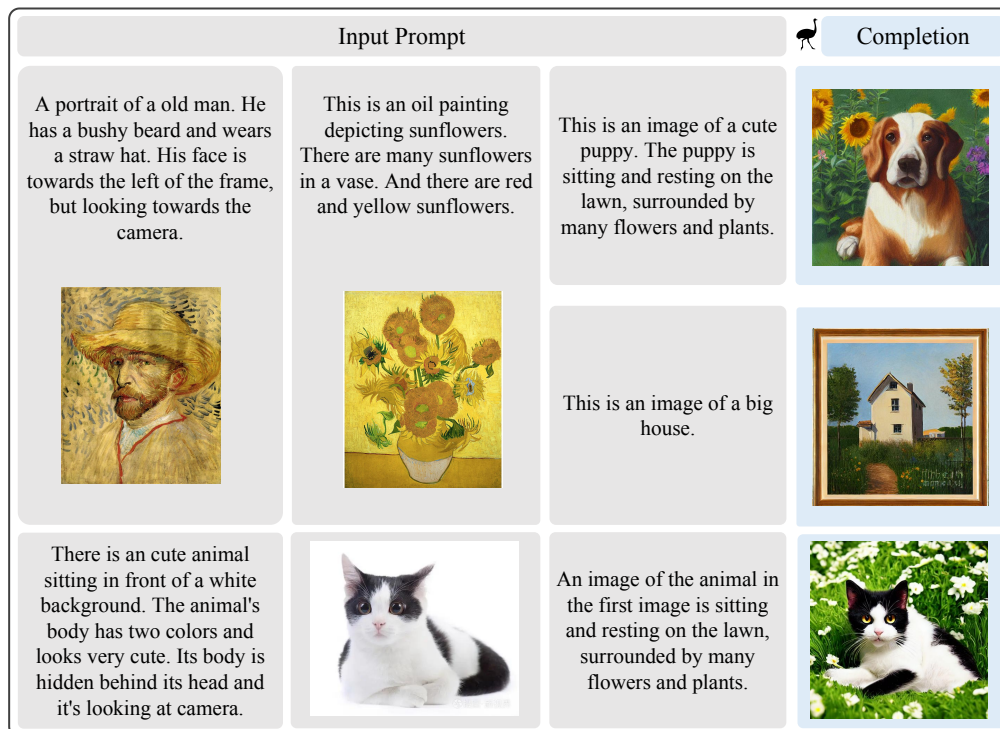 Input Prompt
Completion
A portrait of a old man. He
has a bushy beard and wears
a straw hat. His face is
towards the left of the frame,
but looking towards the
camera.
This is an oil painting
depicting sunflowers.
There are many sunflowers
in a vase. And there are red
and yellow sunflowers.
This is an image of a cute
puppy. The puppy is
sitting and resting on the
lawn, surrounded by
many flowers and plants.
This is an image of a big
house.
There is an cute animal
sitting in front of a white
background. The animal's
body has two colors and
looks very cute. Its body is
hidden behind its head and
it's looking at camera.
An image of the animal in
the first image is sitting
and resting on the lawn,
surrounded by many
flowers and plants.